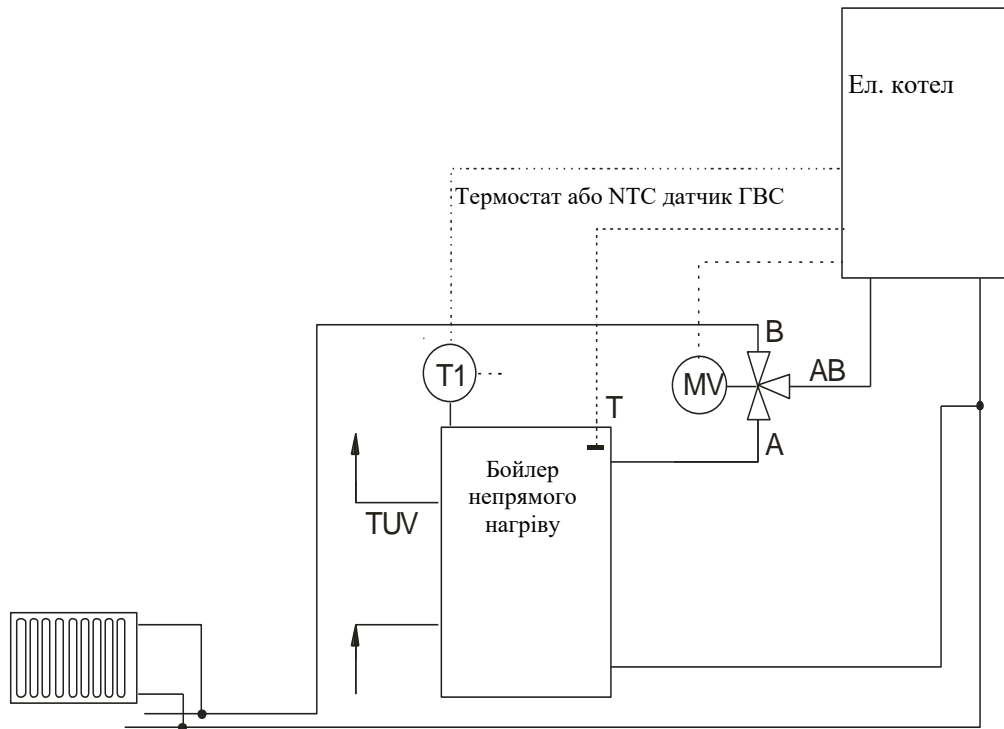 Ел. котел
Термостат або NTC датчик ГВС
B
T1
MV
AB
T
A
Бойлер
непрямого
нагріву
TUV